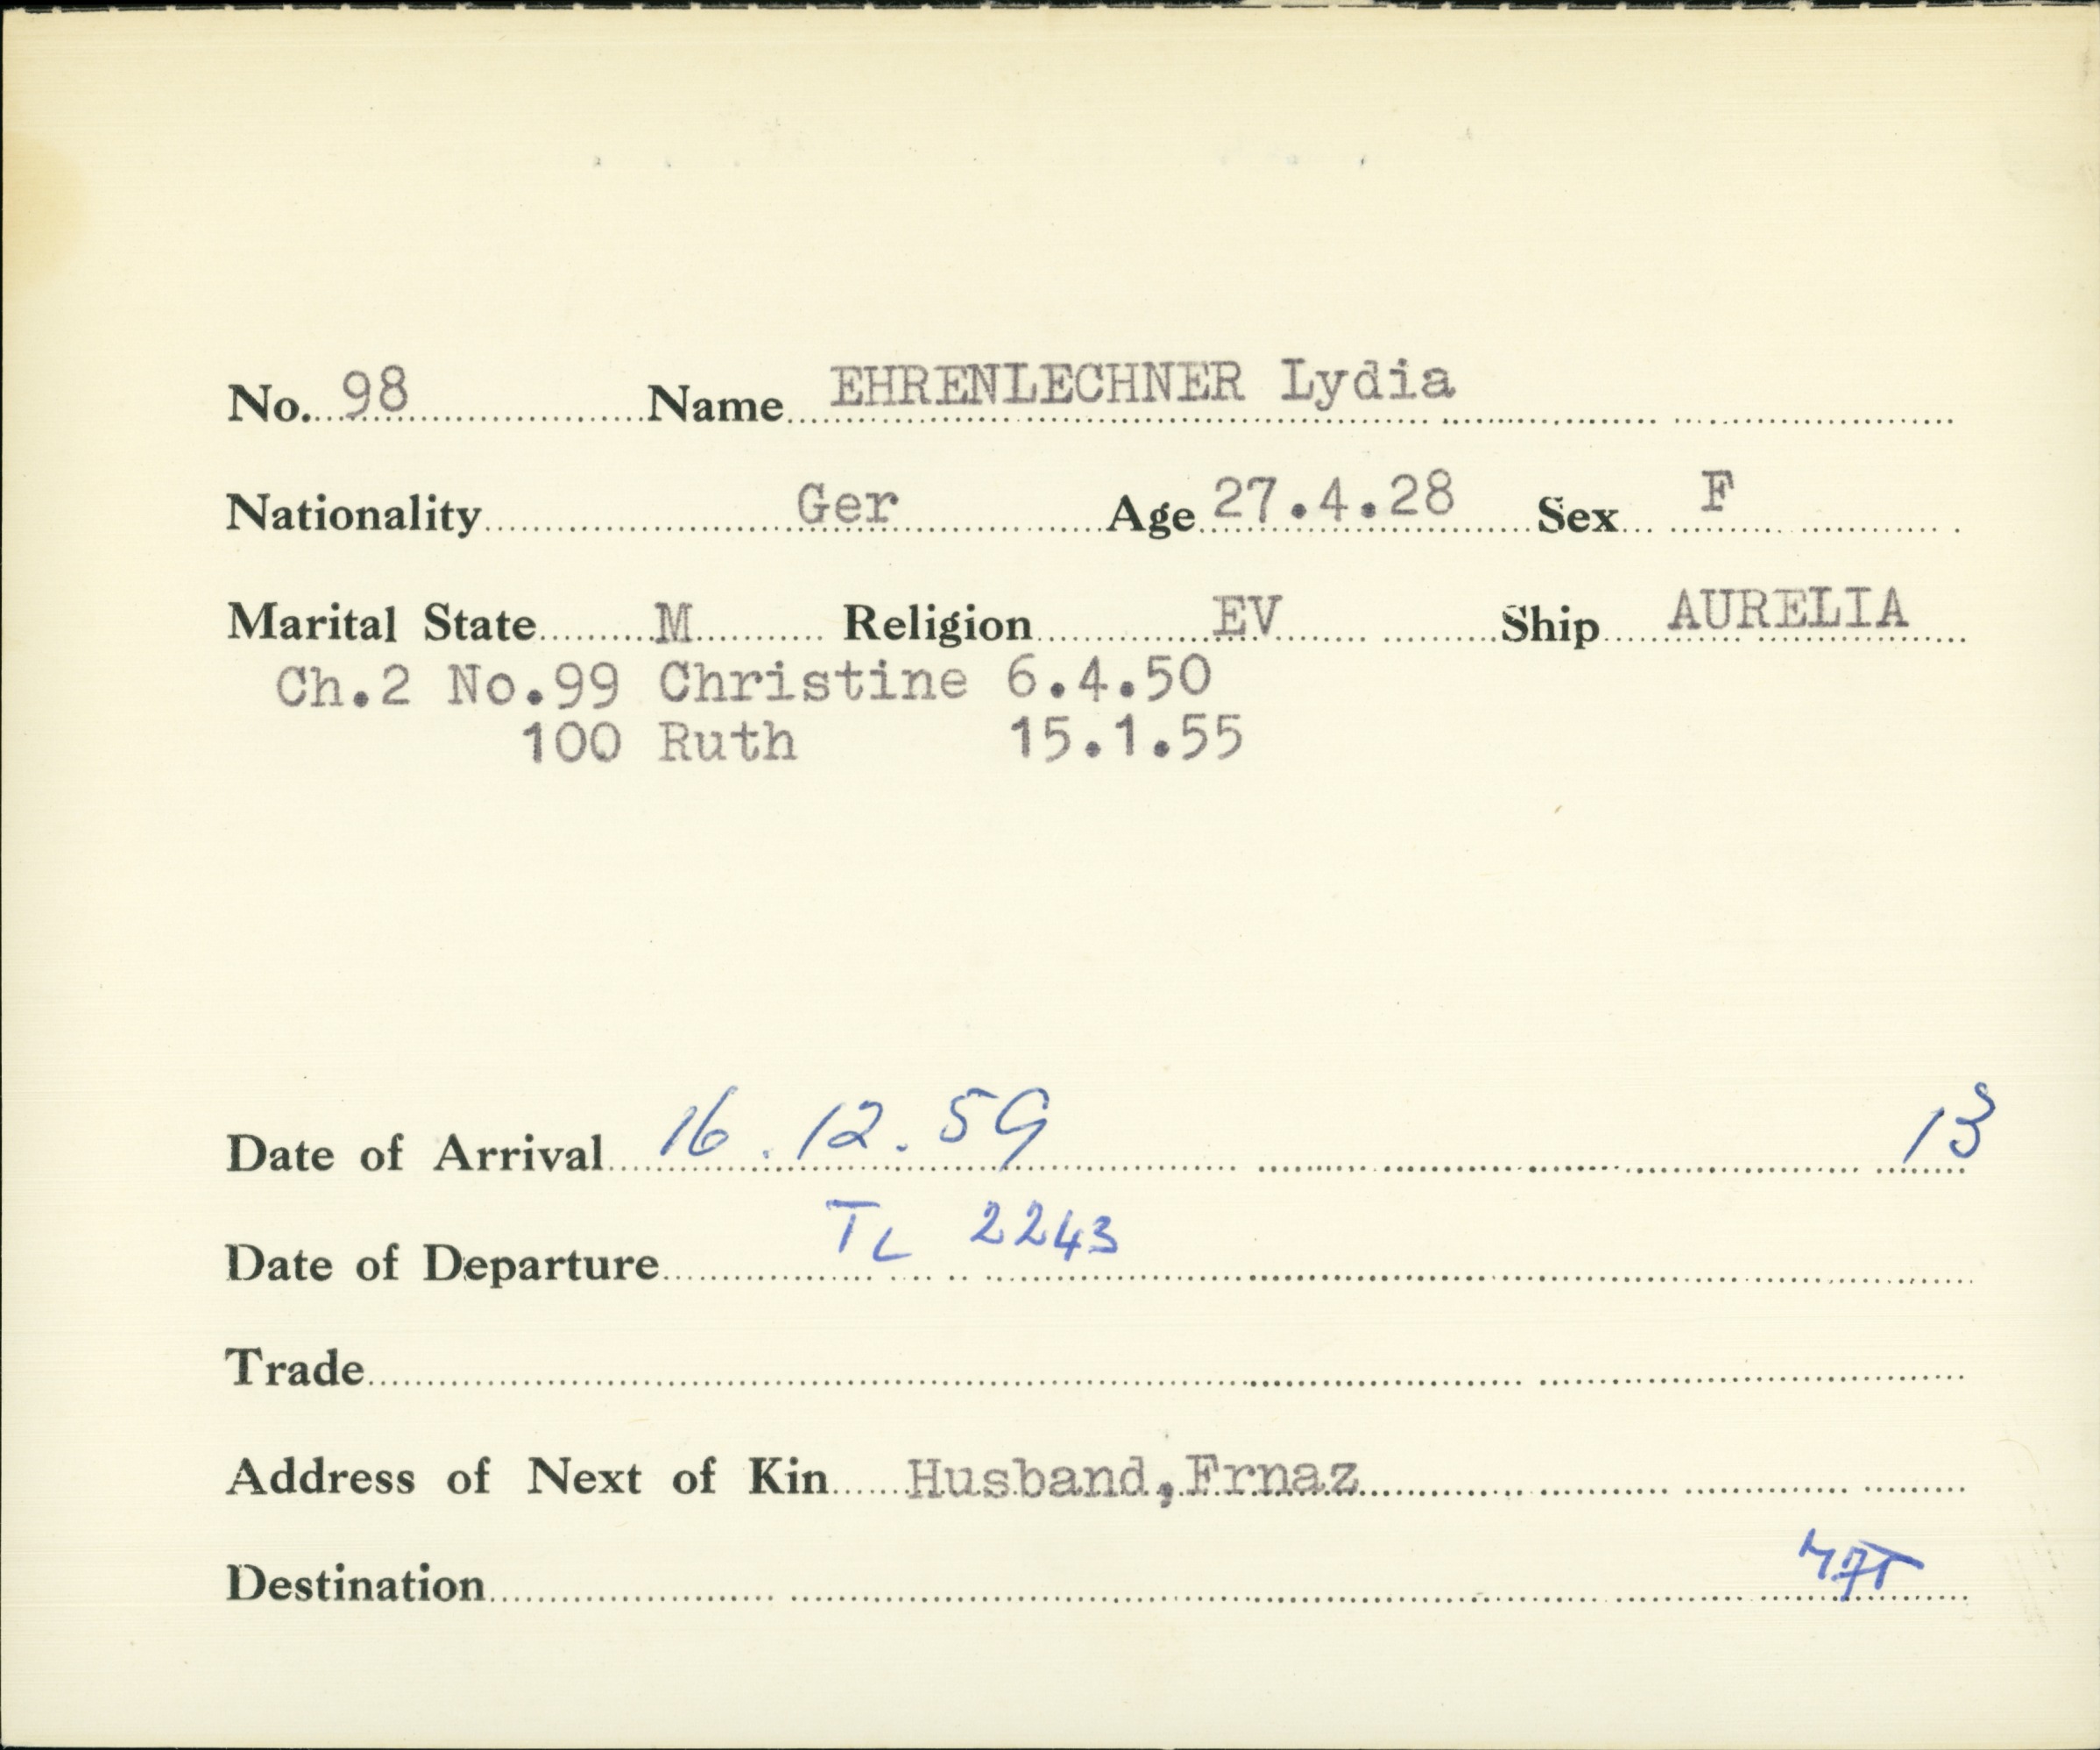 No. 98 Name EHRENLECHNER Lydia
Nationality Ger Age 27.4.28 Sex F
Marital State M Religion EV Ship AURELIA
Ch.2 No.99 Christine 6.4.50
100 Ruth 15.1.55
Date of Arrival 16.12.59 13
TL 2243
Date of Departure
Trade
Address of Next of Kin Husband,Frnaz
Destination